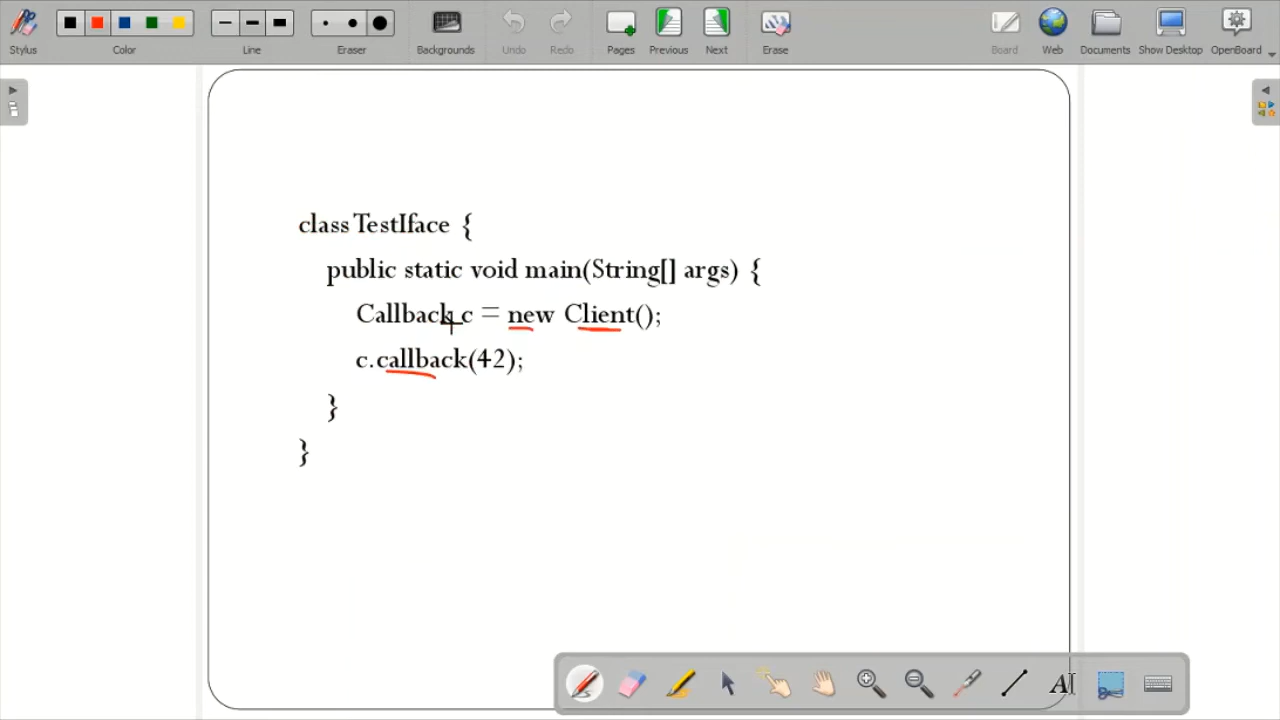 Stylus Color Line Eraser Backgrounds Undo Redo Pages Previous Next Erase Board Web Documents Show Desktop OpenBoard
class TestIface {
public static void main(String[] args) {
Callback c = new Client();
c.callback(42);
}
}